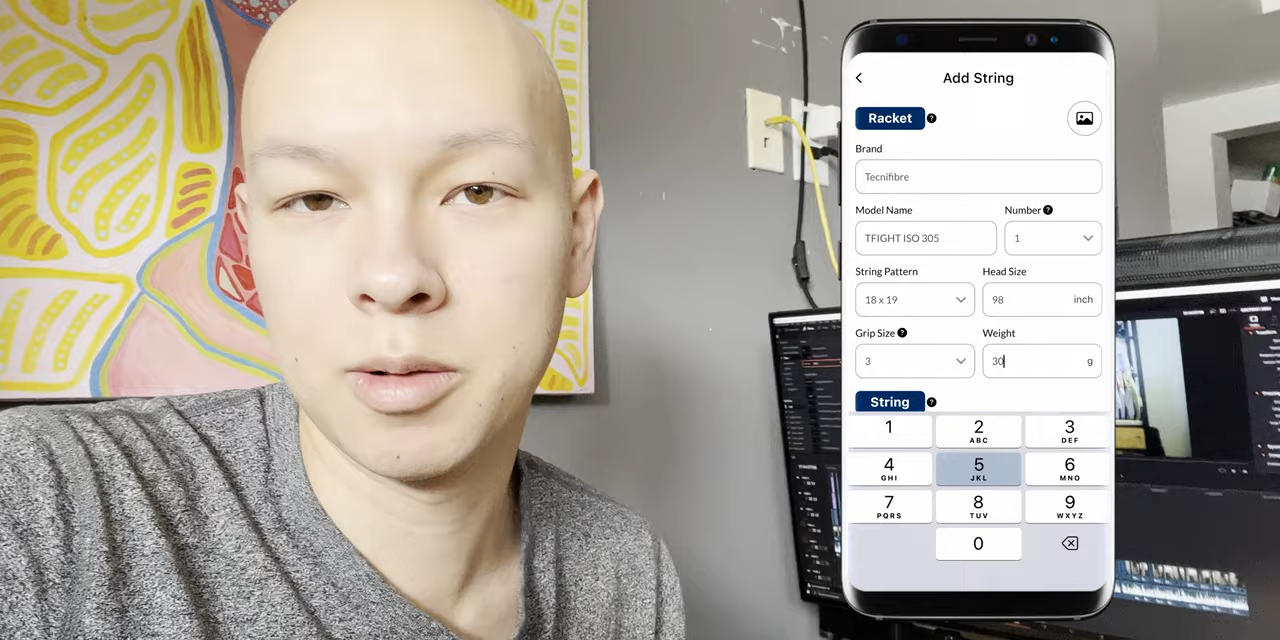 Add String
Racket ?
Brand
Tecnifibre
Model Name Number ?
TFIGHT ISO 305 1
String Pattern Head Size
18 x 19 98 inch
Grip Size ? Weight
3 30 g
String ?
1 2 3
ABC DEF
4 5 6
GHI JKL MNO
7 8 9
PQRS TUV WXYZ
0